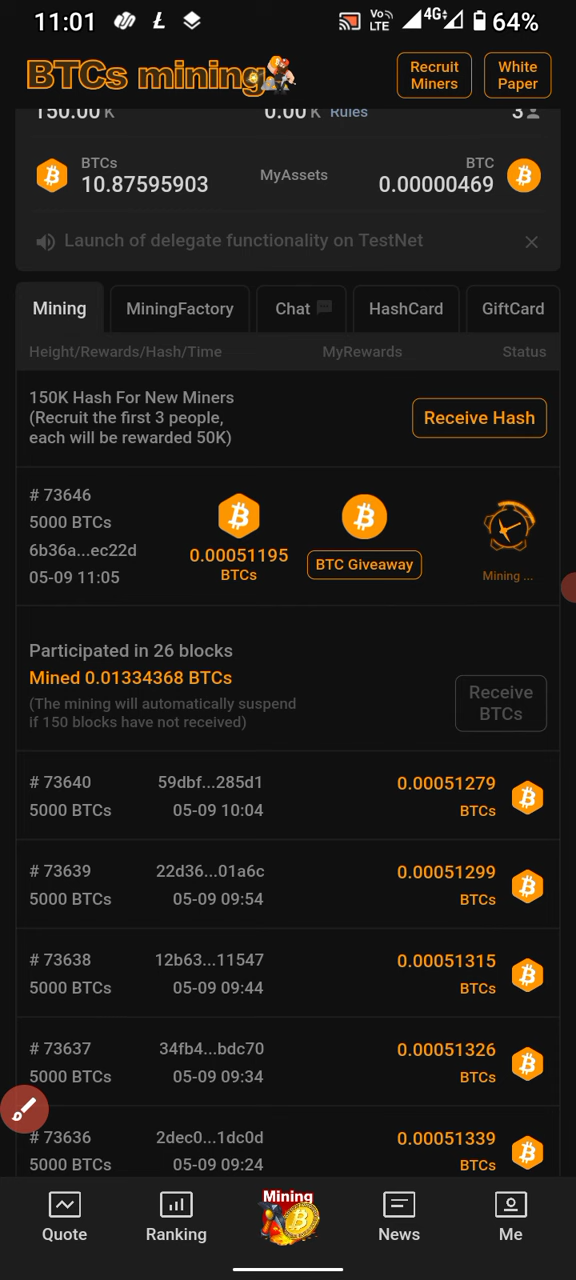 11:01 Vo LTE 4G 64%
BTCs mining
Recruit Miners
White Paper
150.00 K 0.00 K Rules 3
BTCs MyAssets BTC
10.87595903 0.00000469
Launch of delegate functionality on TestNet
Mining MiningFactory Chat HashCard GiftCard
Height/Rewards/Hash/Time MyRewards Status
150K Hash For New Miners
(Recruit the first 3 people,
each will be rewarded 50K)
Receive Hash
# 73646
5000 BTCs
6b36a...ec22d
05-09 11:05
0.00051195
BTCs
BTC Giveaway
Mining ...
Participated in 26 blocks
Mined 0.01334368 BTCs
(The mining will automatically suspend
if 150 blocks have not received)
Receive
BTCs
# 73640 59dbf...285d1 0.00051279
5000 BTCs 05-09 10:04 BTCs
# 73639 22d36...01a6c 0.00051299
5000 BTCs 05-09 09:54 BTCs
# 73638 12b63...11547 0.00051315
5000 BTCs 05-09 09:44 BTCs
# 73637 34fb4...bdc70 0.00051326
5000 BTCs 05-09 09:34 BTCs
# 73636 2dec0...1dc0d 0.00051339
5000 BTCs 05-09 09:24 BTCs
Mining
Quote Ranking News Me